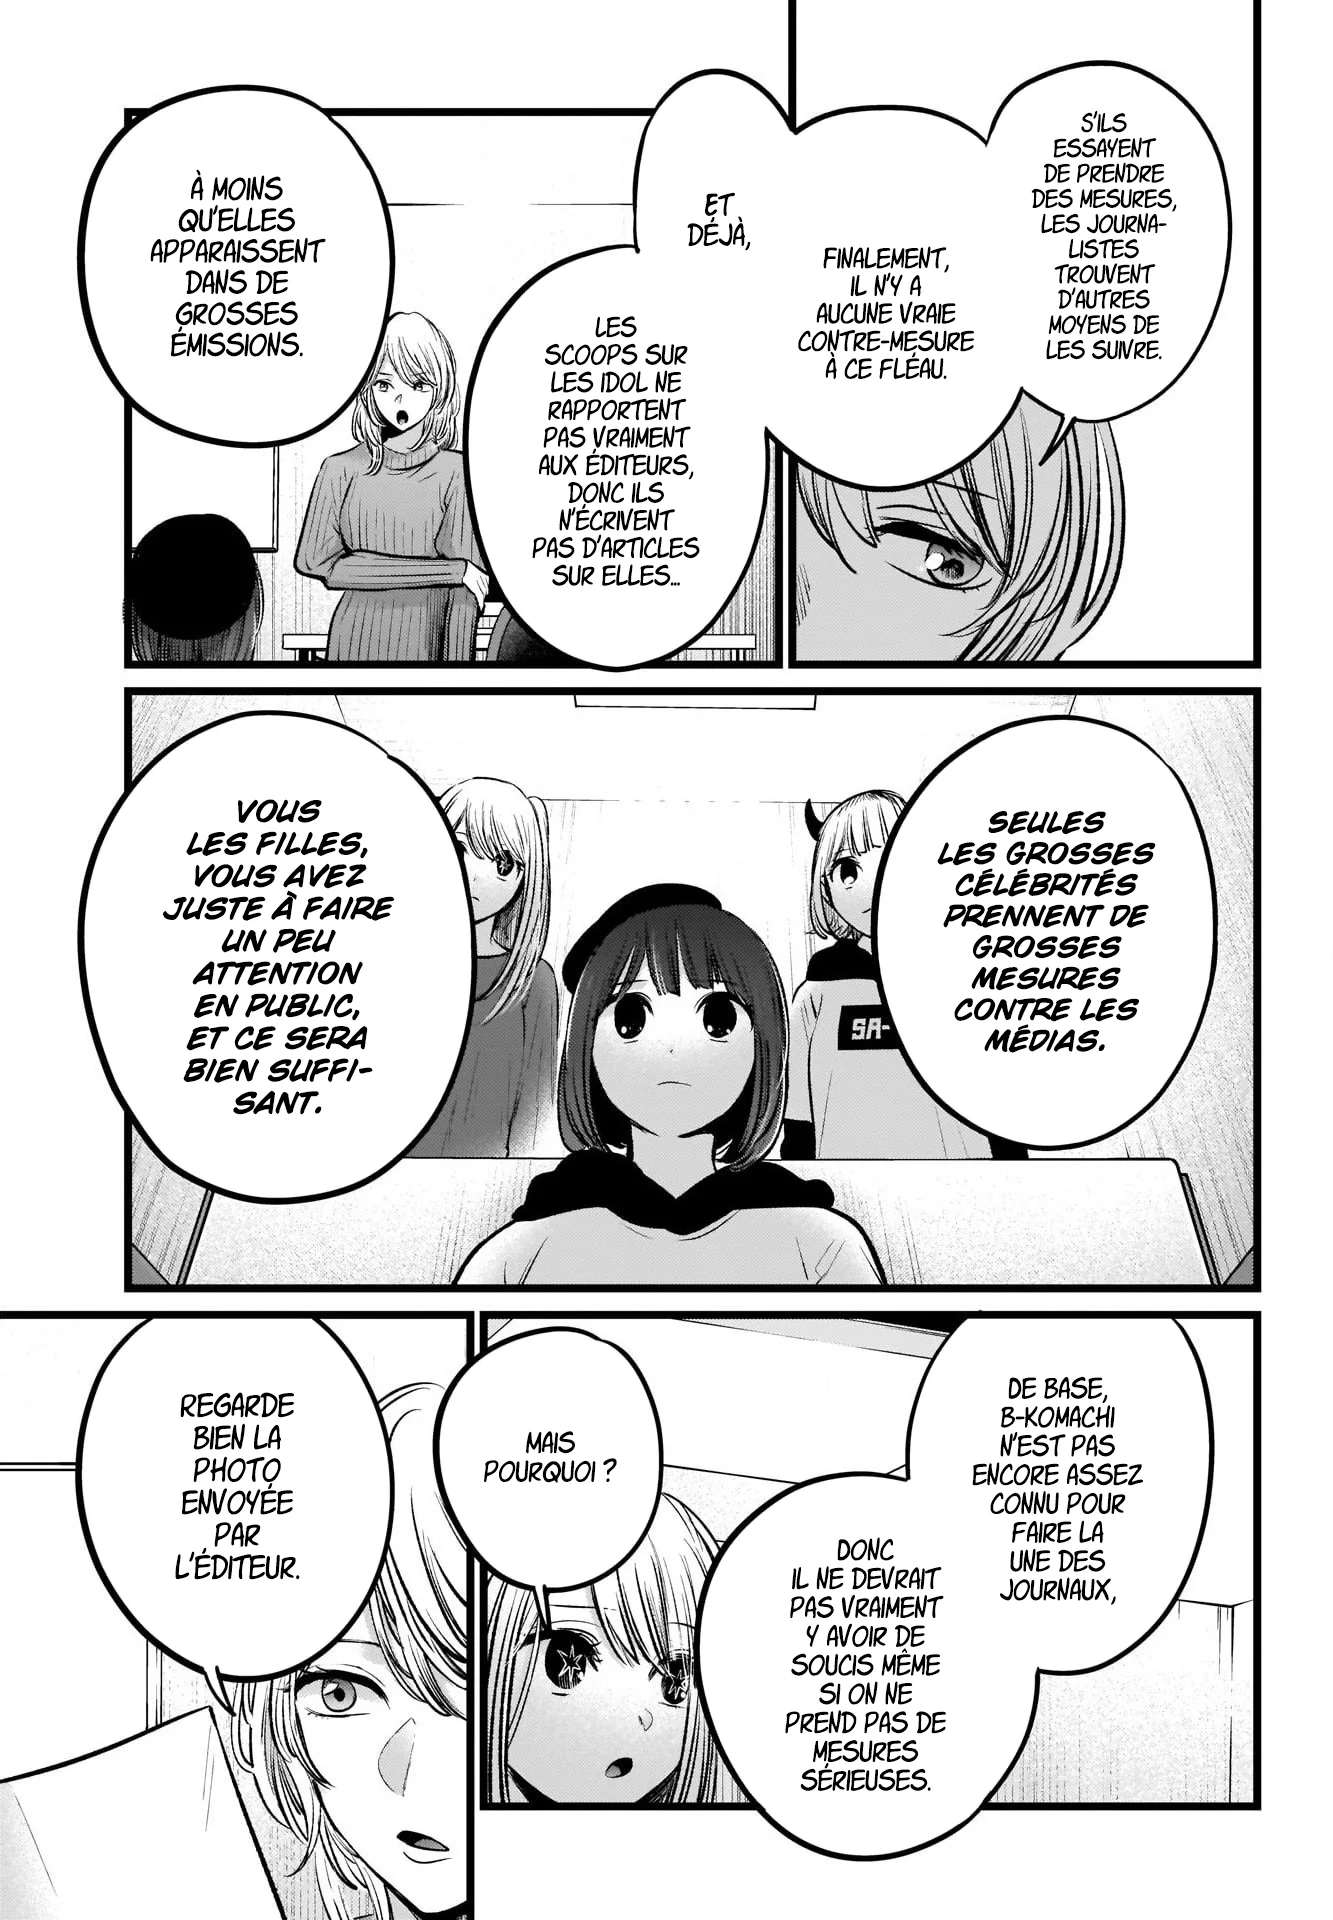 S'ILS
ESSAYENT
DE PRENDRE
DES MESURES,
LES JOURNA-
LISTES
TROUVENT
D'AUTRES
MOYENS DE
LES SUIVRE.
FINALEMENT,
IL N'Y A
AUCUNE VRAIE
CONTRE-MESURE
À CE FLÉAU.
ET
DÉJÀ,
LES
SCOOPS SUR
LES IDOL NE
RAPPORTENT
PAS VRAIMENT
AUX ÉDITEURS,
DONC ILS
N'ÉCRIVENT
PAS D'ARTICLES
SUR ELLES...
À MOINS
QU'ELLES
APPARAISSENT
DANS DE
GROSSES
ÉMISSIONS.
SEULES
LES GROSSES
CÉLÉBRITÉS
PRENNENT DE
GROSSES
MESURES
CONTRE LES
MÉDIAS.
SA-
VOUS
LES FILLES,
VOUS AVEZ
JUSTE À FAIRE
UN PEU
ATTENTION
EN PUBLIC,
ET CE SERA
BIEN SUFFI-
SANT.
DE BASE,
B-KOMACHI
N'EST PAS
ENCORE ASSEZ
CONNU POUR
FAIRE LA
UNE DES
JOURNAUX,
DONC
IL NE DEVRAIT
PAS VRAIMENT
Y AVOIR DE
SOUCIS MÊME
SI ON NE
PREND PAS DE
MESURES
SÉRIEUSES.
MAIS
POURQUOI ?
REGARDE
BIEN LA
PHOTO
ENVOYÉE
PAR
L'ÉDITEUR.